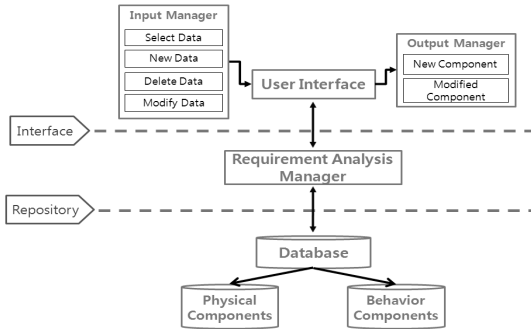 Input Manager
Select Data
New Data
Delete Data
Modify Data
User Interface
Output Manager
New Component
Modified
Component
Interface
Requirement Analysis
Manager
Repository
Database
Physical
Components
Behavior
Components